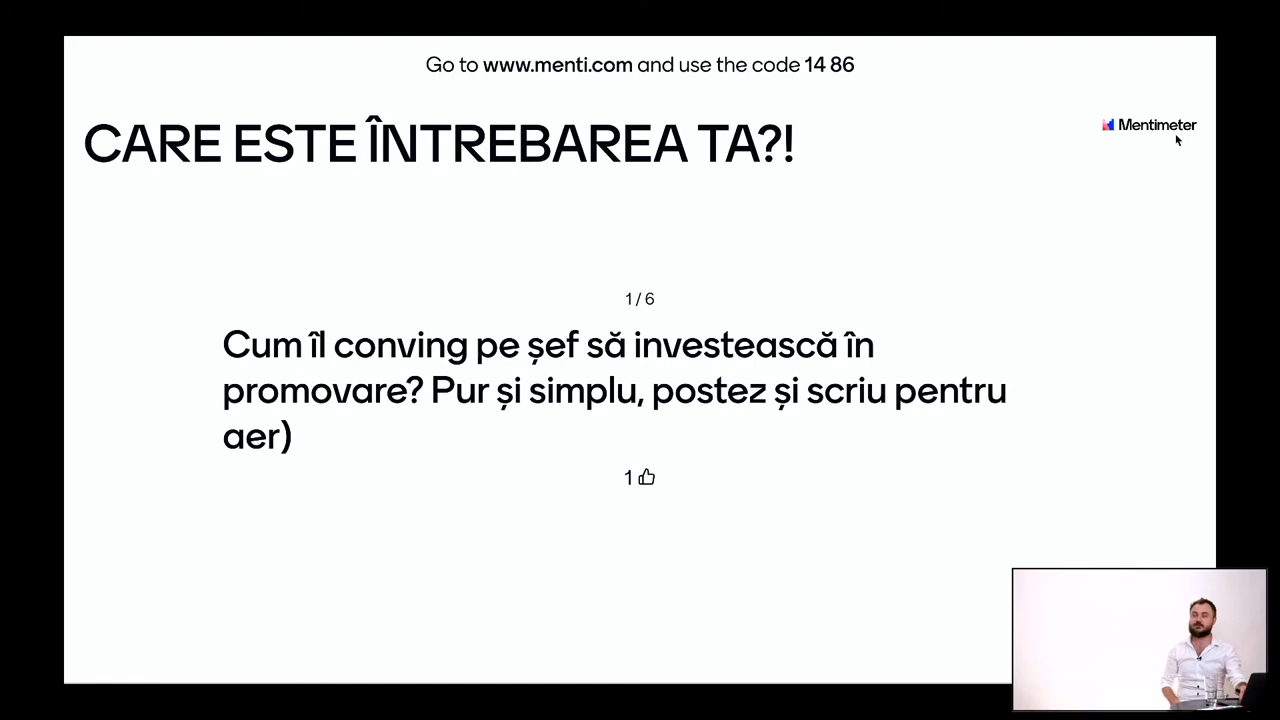 Go to www.menti.com and use the code 14 86
CARE ESTE ÎNTREBAREA TA?!
Mentimeter
1 / 6
Cum îl conving pe șef să investească în
promovare? Pur și simplu, postez și scriu pentru
aer)
1